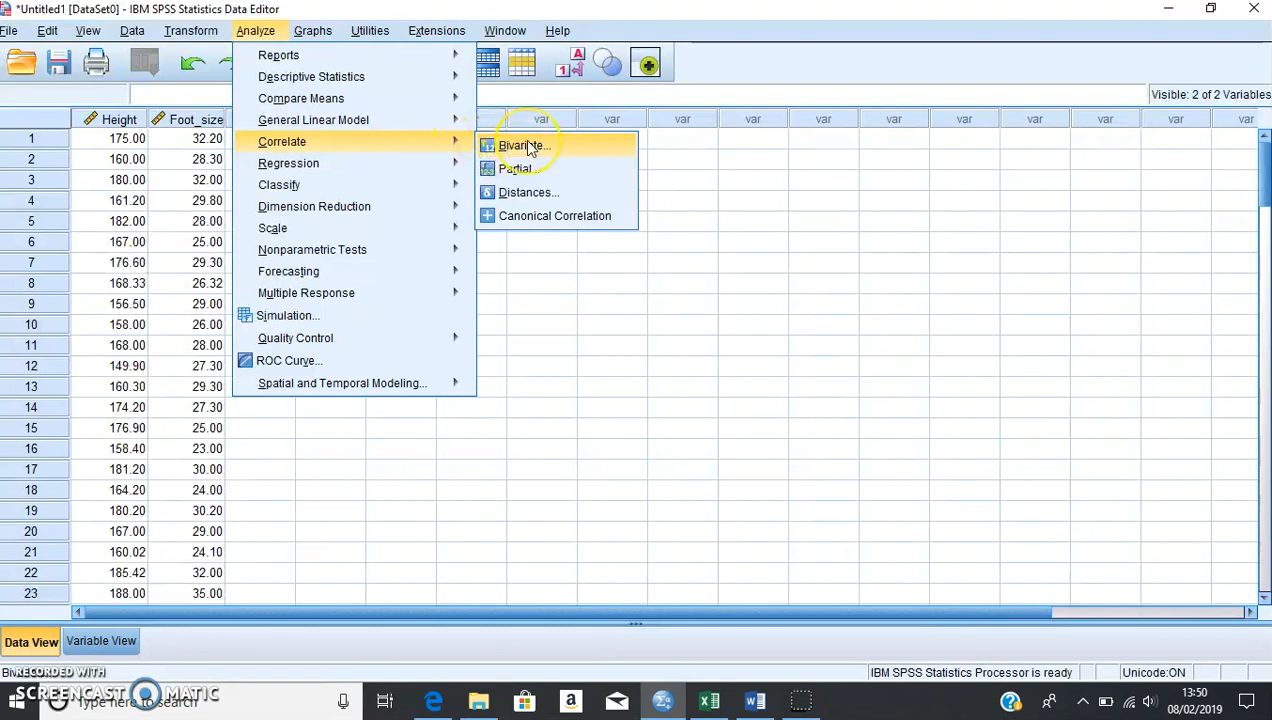 *Untitled1 [DataSet0] - IBM SPSS Statistics Data Editor
File Edit View Data Transform Analyze Graphs Utilities Extensions Window Help
Visible: 2 of 2 Variables
Height Foot_size var var var var var var var var var var var
1 175.00 32.20
2 160.00 28.30
3 180.00 32.00
4 161.20 29.80
5 182.00 28.00
6 167.00 25.00
7 176.60 29.30
8 168.33 26.32
9 156.50 29.00
10 158.00 26.00
11 168.00 28.00
12 149.90 27.30
13 160.30 29.30
14 174.20 27.30
15 176.90 25.00
16 158.40 23.00
17 181.20 30.00
18 164.20 24.00
19 180.20 30.20
20 167.00 29.00
21 160.02 24.10
22 185.42 32.00
23 188.00 35.00
Reports
Descriptive Statistics
Compare Means
General Linear Model
Correlate
Regression
Classify
Dimension Reduction
Scale
Nonparametric Tests
Forecasting
Multiple Response
Simulation...
Quality Control
ROC Curve...
Spatial and Temporal Modeling...
Bivariate...
Partial...
Distances...
Canonical Correlation
Data View Variable View
IBM SPSS Statistics Processor is ready Unicode:ON
RECORDED WITH
SCREENCAST MATIC
Type here to search
13:50
08/02/2019